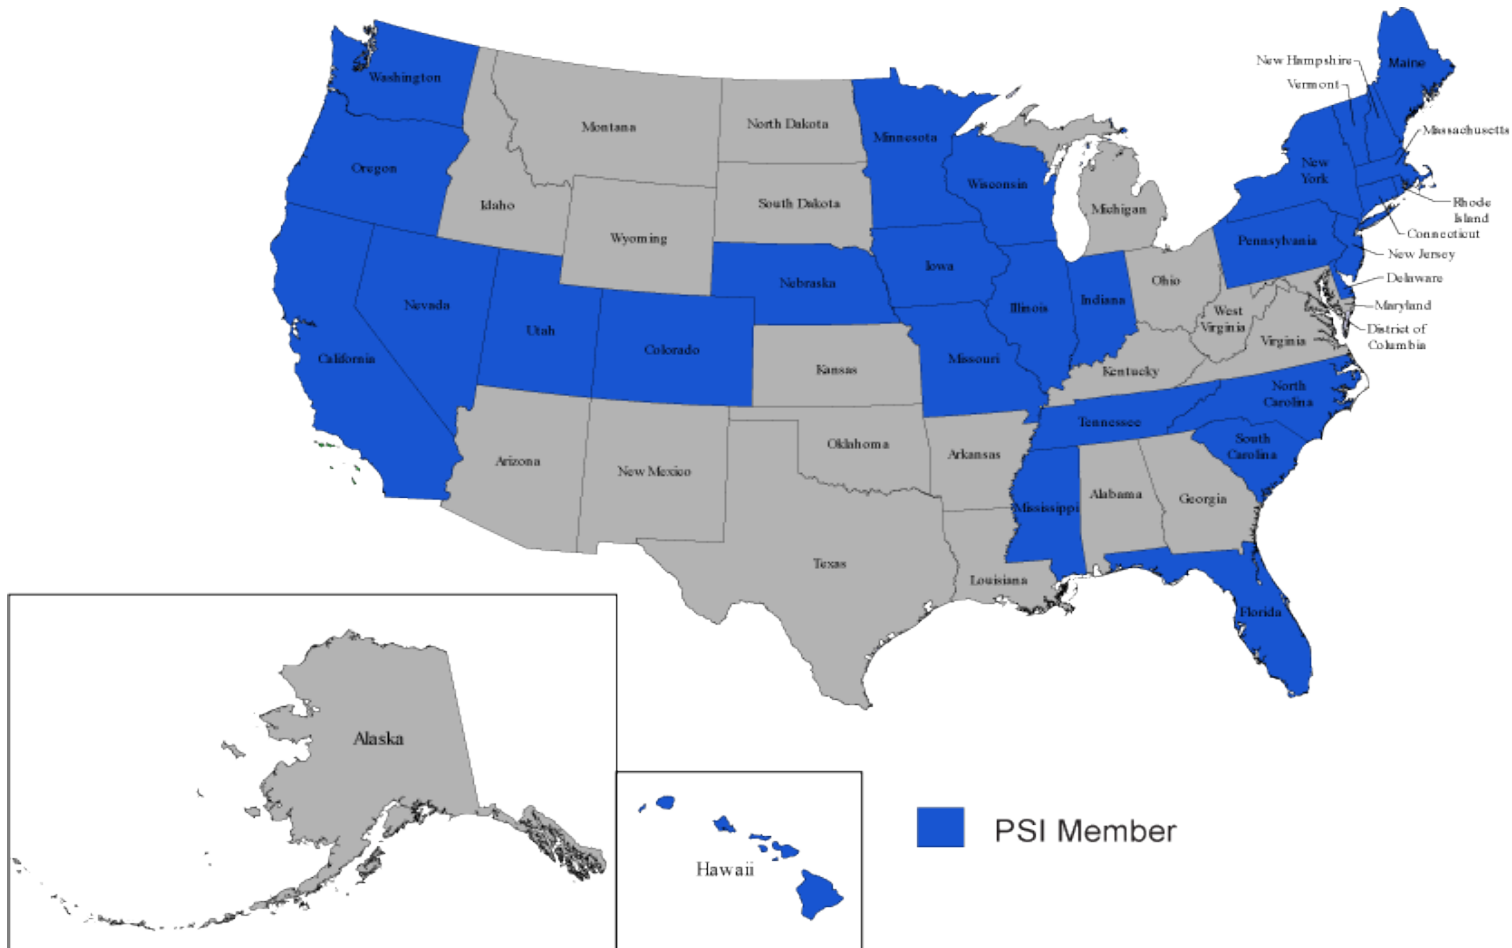 New Hampshire
Maine
Washington
Vermont
Montana
North Dakota
Minnesota
Massachusetts
Oregon
New
York
Wisconsin
Idaho
South Dakota
Michigan
Rhode
Island
Connecticut
Wyoming
Pennsylvania
New Jersey
Iowa
Nebraska
Ohio
Delaware
Nevada
Utah
Illinois
Indiana
West
Virginia
Maryland
District of
Columbia
Virginia
California
Colorado
Missouri
Kansas
Kentucky
North
Carolina
Tennessee
South
Carolina
Oklahoma
Arkansas
Arizona
New Mexico
Mississippi
Alabama
Georgia
Texas
Louisiana
Florida
Alaska
Hawaii
PSI Member